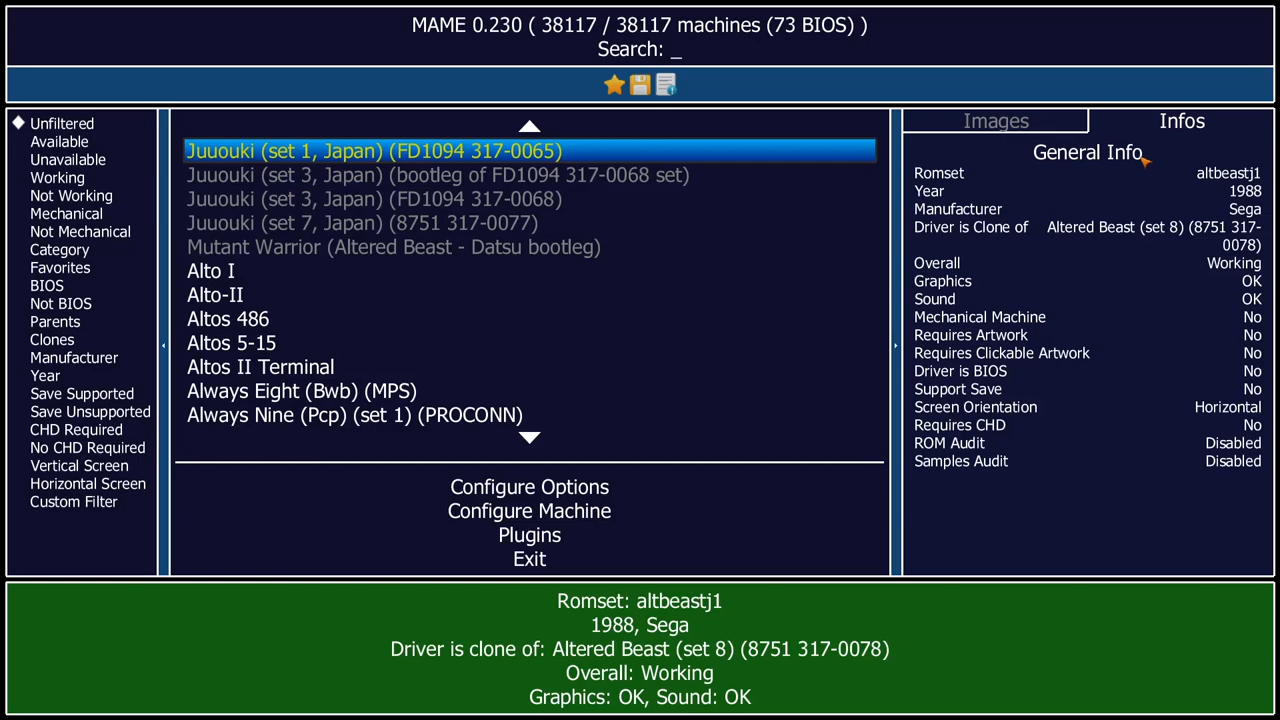 MAME 0.230 ( 38117 / 38117 machines (73 BIOS) )
Search: _
Unfiltered
Available
Unavailable
Working
Not Working
Mechanical
Not Mechanical
Category
Favorites
BIOS
Not BIOS
Parents
Clones
Manufacturer
Year
Save Supported
Save Unsupported
CHD Required
No CHD Required
Vertical Screen
Horizontal Screen
Custom Filter
Juuouki (set 1, Japan) (FD1094 317-0065)
Juuouki (set 3, Japan) (bootleg of FD1094 317-0068 set)
Juuouki (set 3, Japan) (FD1094 317-0068)
Juuouki (set 7, Japan) (8751 317-0077)
Mutant Warrior (Altered Beast - Datsu bootleg)
Alto I
Alto-II
Altos 486
Altos 5-15
Altos II Terminal
Always Eight (Bwb) (MPS)
Always Nine (Pcp) (set 1) (PROCONN)
Configure Options
Configure Machine
Plugins
Exit
Images Infos
General Info
Romset altbeastj1
Year 1988
Manufacturer Sega
Driver is Clone of Altered Beast (set 8) (8751 317-
0078)
Overall Working
Graphics OK
Sound OK
Mechanical Machine No
Requires Artwork No
Requires Clickable Artwork No
Driver is BIOS No
Support Save No
Screen Orientation Horizontal
Requires CHD No
ROM Audit Disabled
Samples Audit Disabled
Romset: altbeastj1
1988, Sega
Driver is clone of: Altered Beast (set 8) (8751 317-0078)
Overall: Working
Graphics: OK, Sound: OK